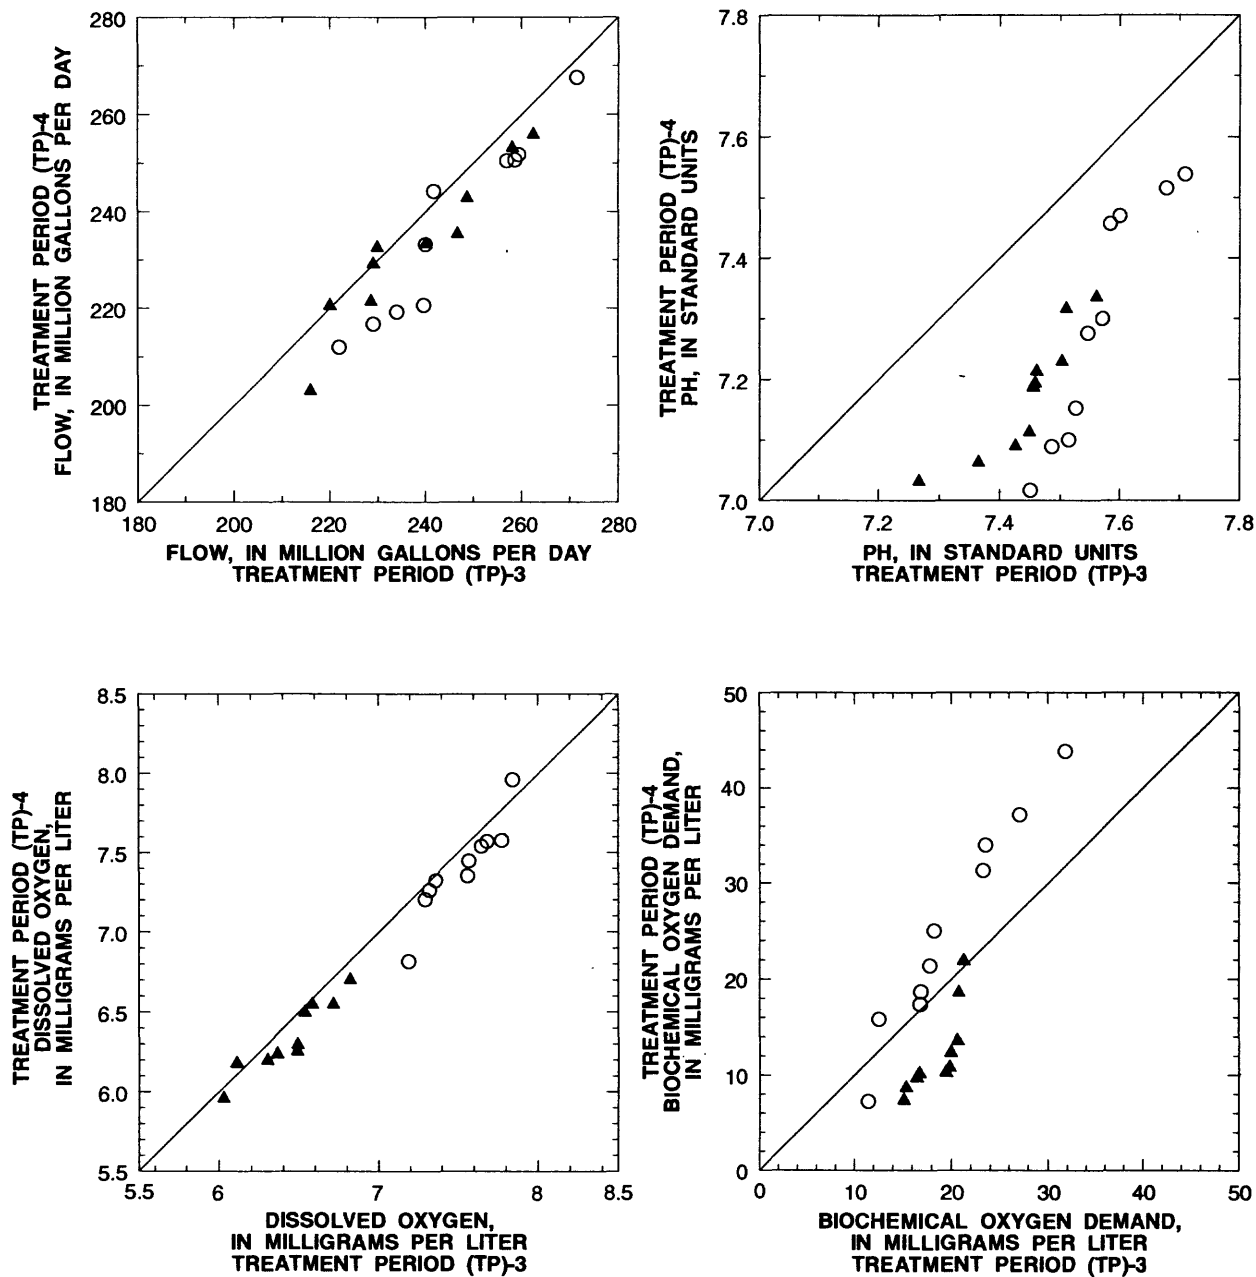 TREATMENT PERIOD (TP)-4
FLOW, IN MILLION GALLONS PER DAY
280
260
240
220
200
180
180 200 220 240 260 280
FLOW, IN MILLION GALLONS PER DAY
TREATMENT PERIOD (TP)-3
TREATMENT PERIOD (TP)-4
PH, IN STANDARD UNITS
7.8
7.6
7.4
7.2
7.0
7.0 7.2 7.4 7.6 7.8
PH, IN STANDARD UNITS
TREATMENT PERIOD (TP)-3
TREATMENT PERIOD (TP)-4
DISSOLVED OXYGEN,
IN MILLIGRAMS PER LITER
8.5
8.0
7.5
7.0
6.5
6.0
5.5
5.5 6 7 8 8.5
DISSOLVED OXYGEN,
IN MILLIGRAMS PER LITER
TREATMENT PERIOD (TP)-3
TREATMENT PERIOD (TP)-4
BIOCHEMICAL OXYGEN DEMAND,
IN MILLIGRAMS PER LITER
50
40
30
20
10
0
0 10 20 30 40 50
BIOCHEMICAL OXYGEN DEMAND,
IN MILLIGRAMS PER LITER
TREATMENT PERIOD (TP)-3